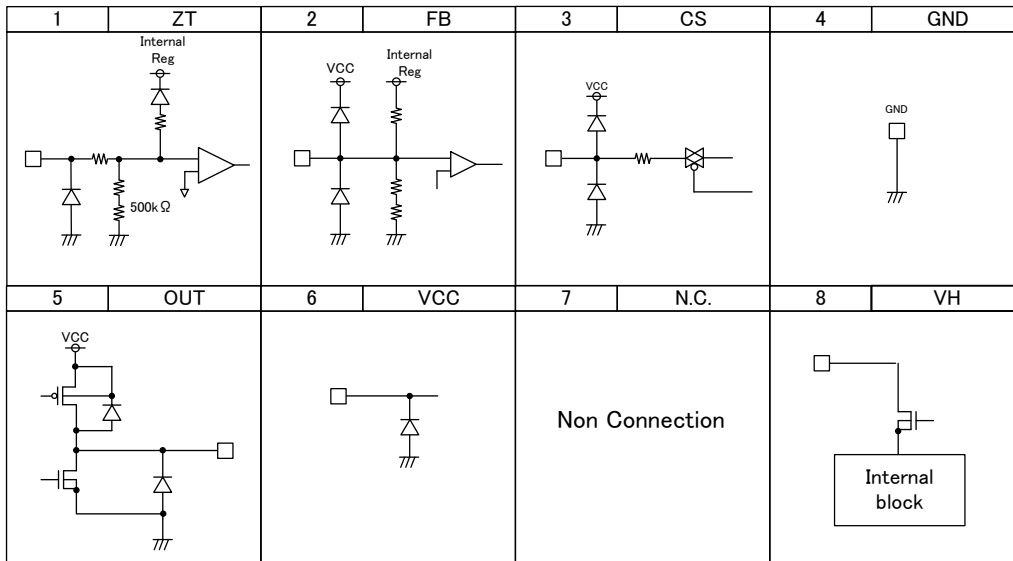 1 ZT 2 FB 3 CS 4 GND
Internal
Reg
500kΩ
VCC
Internal
Reg
VCC
GND
5 OUT 6 VCC 7 N.C. 8 VH
VCC
Non Connection
Internal
block